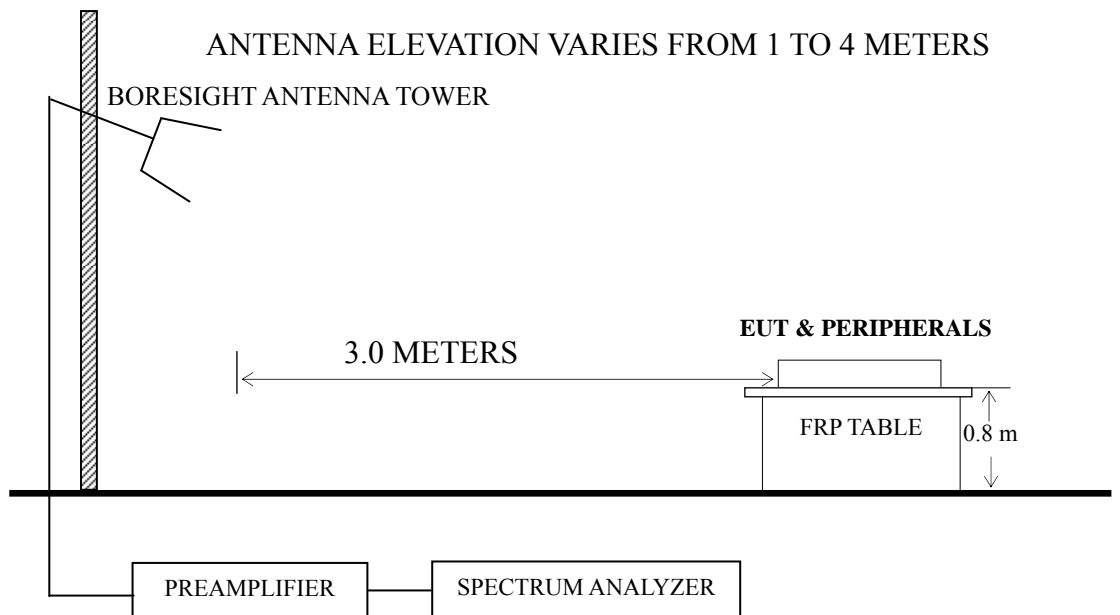 ANTENNA ELEVATION VARIES FROM 1 TO 4 METERS
BORESIGHT ANTENNA TOWER
EUT & PERIPHERALS
3.0 METERS
FRP TABLE
0.8 m
PREAMPLIFIER
SPECTRUM ANALYZER